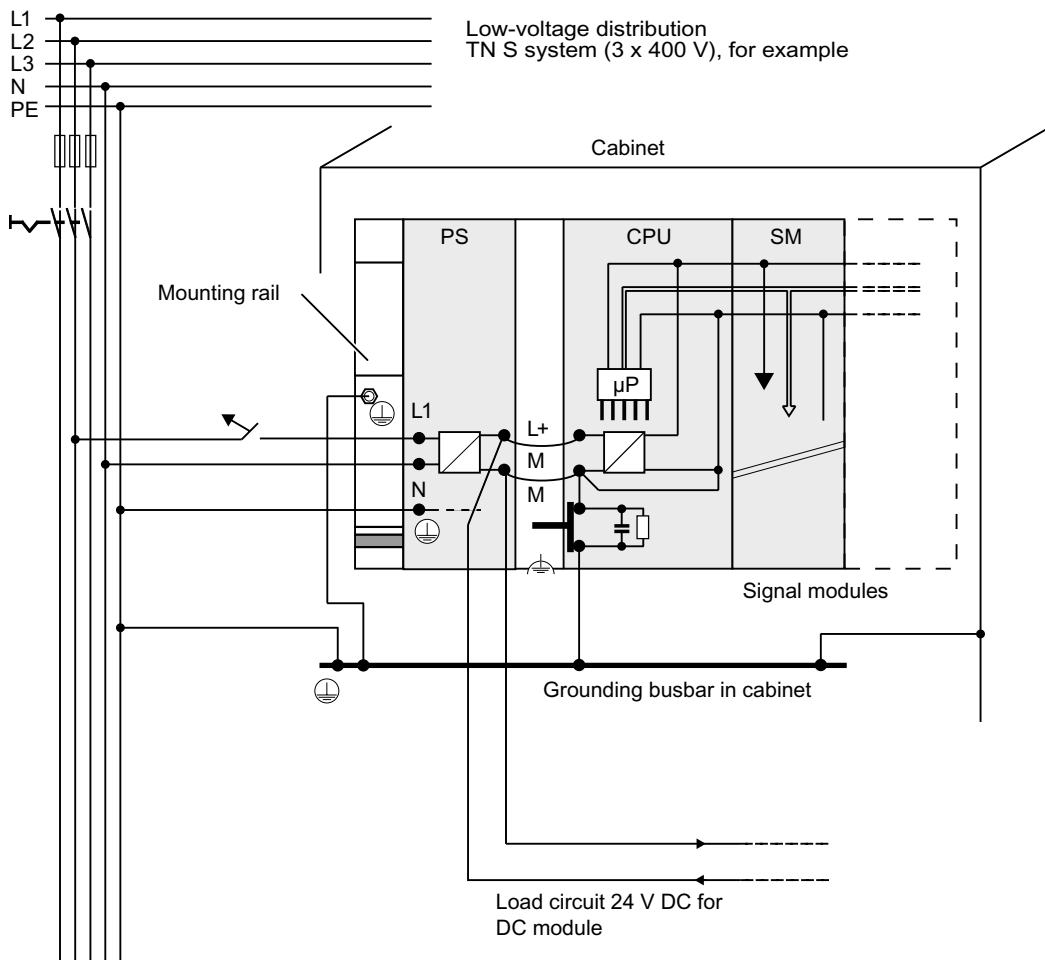 L1
L2
L3
N
PE
Low-voltage distribution
TN S system (3 x 400 V), for example
Cabinet
PS
CPU
SM
Mounting rail
µP
L1
L+
M
N
M
Signal modules
Grounding busbar in cabinet
Load circuit 24 V DC for
DC module